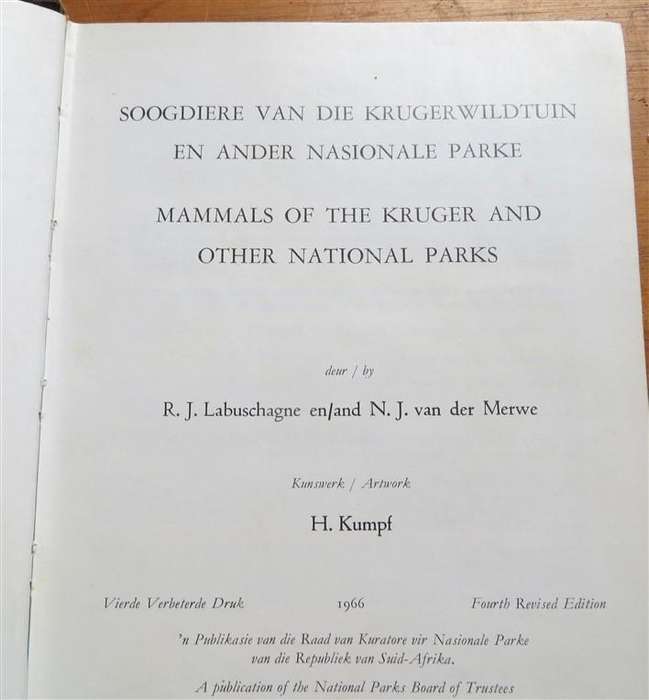 SOOGDIERE VAN DIE KRUGERWILDTUIN
EN ANDER NASIONALE PARKE
MAMMALS OF THE KRUGER AND
OTHER NATIONAL PARKS
deur / by
R. J. Labuschagne en/and N. J. van der Merwe
Kunswerk / Artwork
H. Kumpf
Vierde Verbeterde Druk 1966 Fourth Revised Edition
'n Publikasie van die Raad van Kuratore vir Nasionale Parke
van die Republiek van Suid-Afrika.
A publication of the National Parks Board of Trustees